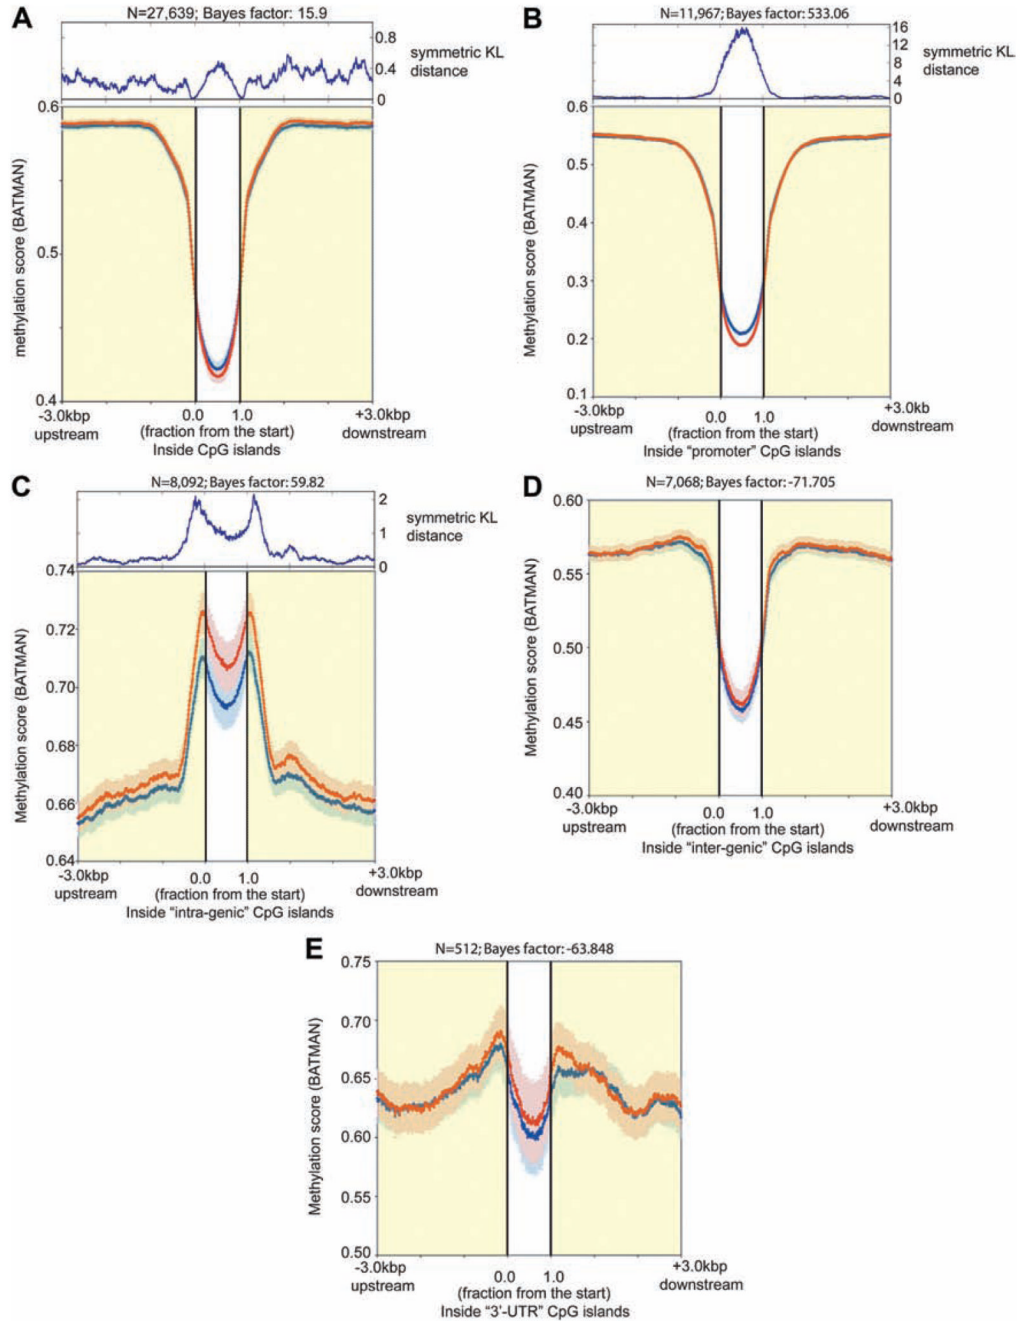 A
N=27,639; Bayes factor: 15.9
0.8
0.4
0
symmetric KL
distance
0.6
0.5
0.4
methylation score (BATMAN)
-3.0kbp
upstream
0.0
1.0
+3.0kbp
downstream
(fraction from the start)
Inside CpG islands
B
N=11,967; Bayes factor: 533.06
16
12
8
4
0
symmetric KL
distance
0.6
0.5
0.4
0.3
0.2
0.1
Methylation score (BATMAN)
-3.0kbp
upstream
0.0
1.0
+3.0kb
downstream
(fraction from the start)
Inside "promoter" CpG islands
C
N=8,092; Bayes factor: 59.82
2
1
0
symmetric KL
distance
0.74
0.72
0.70
0.68
0.66
0.64
Methylation score (BATMAN)
-3.0kbp
upstream
0.0
1.0
+3.0kbp
downstream
(fraction from the start)
Inside "intra-genic" CpG islands
D
N=7,068; Bayes factor: -71.705
0.60
0.55
0.50
0.45
0.40
Methylation score (BATMAN)
-3.0kbp
upstream
0.0
1.0
+3.0kbp
downstream
(fraction from the start)
Inside "inter-genic" CpG islands
E
N=512; Bayes factor: -63.848
0.75
0.70
0.65
0.60
0.55
0.50
Methylation score (BATMAN)
-3.0kbp
upstream
0.0
1.0
+3.0kbp
downstream
(fraction from the start)
Inside "3'-UTR" CpG islands